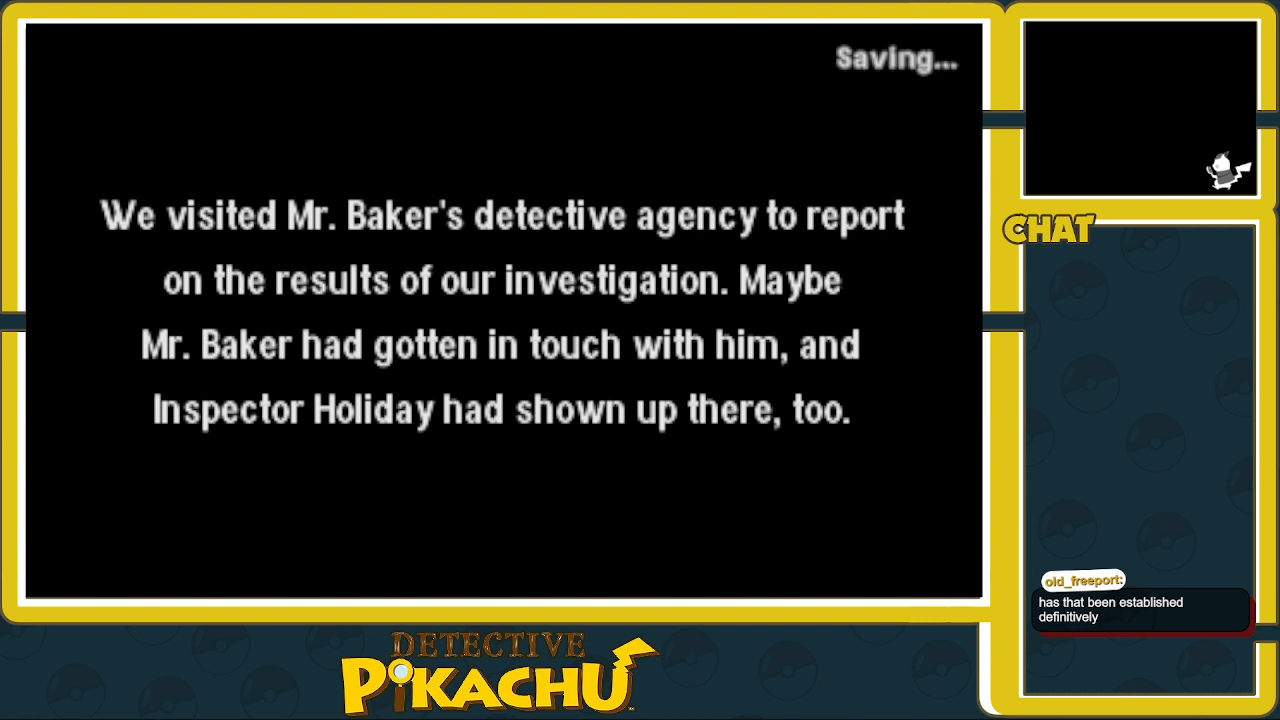 Saving...
We visited Mr. Baker's detective agency to report
on the results of our investigation. Maybe
Mr. Baker had gotten in touch with him, and
Inspector Holiday had shown up there, too.
CHAT
old_freeport:
has that been established
definitively
DETECTIVE
PIKACHU